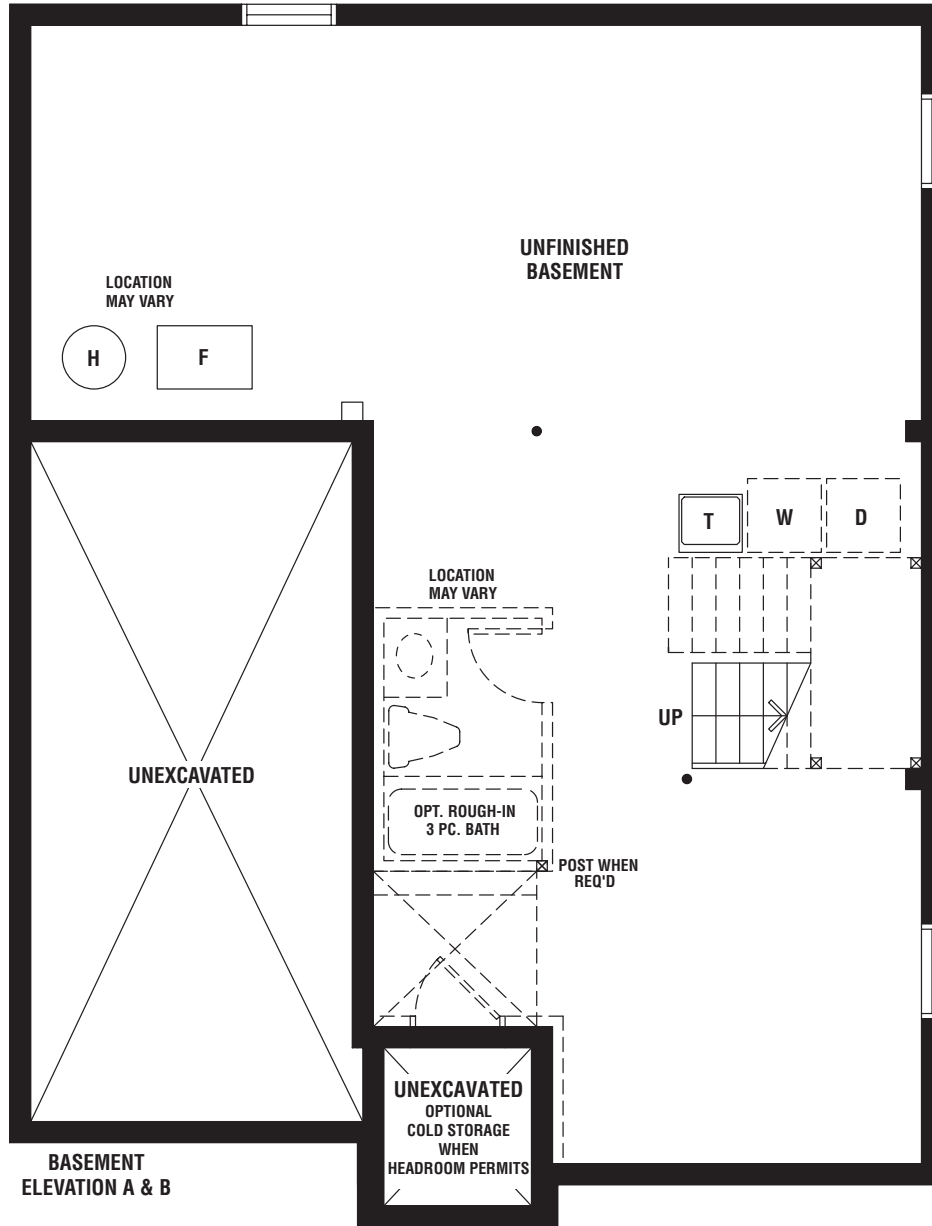 UNFINISHED
BASEMENT
LOCATION
MAY VARY
H
F
T
W
D
LOCATION
MAY VARY
UP
UNEXCAVATED
OPT. ROUGH-IN
3 PC. BATH
POST WHEN
REQ'D
UNEXCAVATED
OPTIONAL
COLD STORAGE
WHEN
HEADROOM PERMITS
BASEMENT
ELEVATION A & B